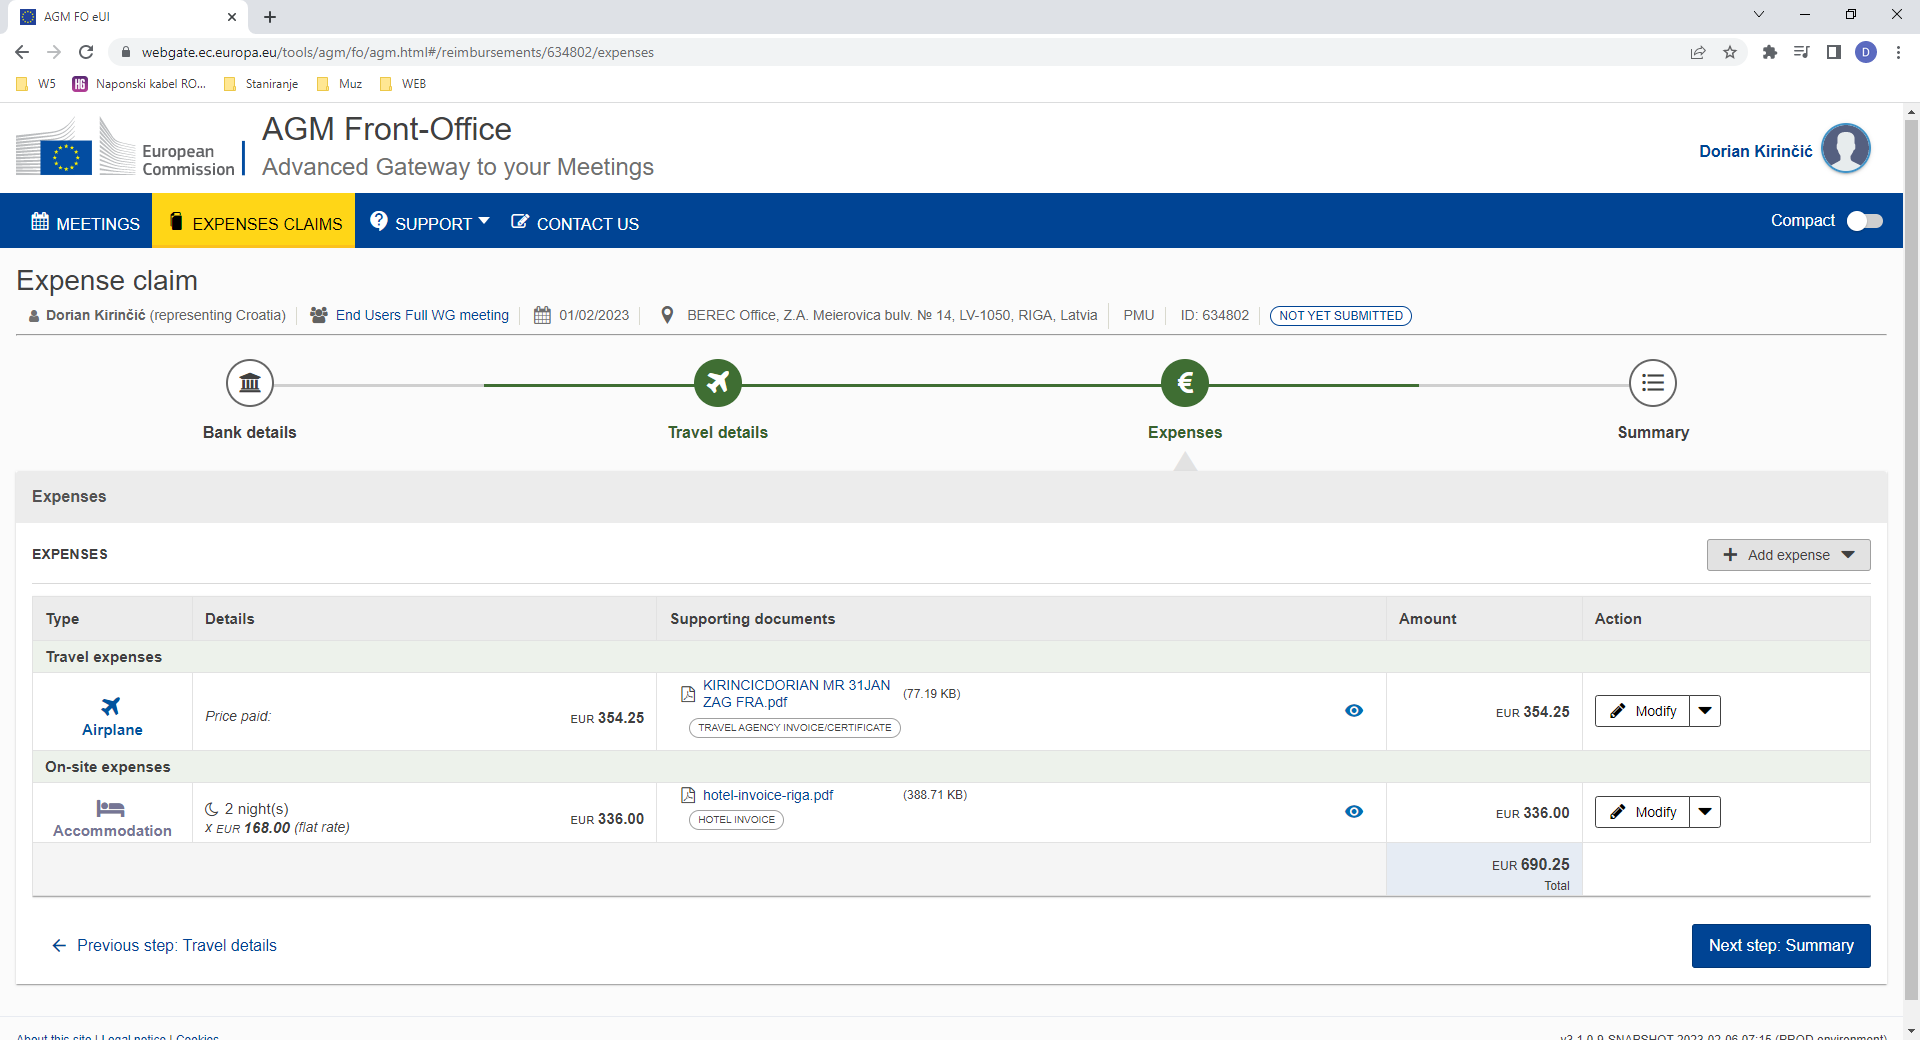 AGM FO eUI
webgate.ec.europa.eu/tools/agm/fo/agm.html#/reimbursements/634802/expenses
D
W5
HG Naponski kabel RO...
Staniranje
Muz
WEB
European
Commission
AGM Front-Office
Advanced Gateway to your Meetings
Dorian Kirinčić
MEETINGS
EXPENSES CLAIMS
SUPPORT
CONTACT US
Compact
Expense claim
Dorian Kirinčić (representing Croatia)
End Users Full WG meeting
01/02/2023
BEREC Office, Z.A. Meierovica bulv. № 14, LV-1050, RIGA, Latvia
PMU
ID: 634802
NOT YET SUBMITTED
€
Bank details
Travel details
Expenses
Summary
Expenses
EXPENSES
Add expense
Type
Details
Supporting documents
Amount
Action
Travel expenses
Airplane
Price paid:
EUR 354.25
KIRINCICDORIAN MR 31JAN
ZAG FRA.pdf
(77.19 KB)
TRAVEL AGENCY INVOICE/CERTIFICATE
EUR 354.25
Modify
On-site expenses
Accommodation
2 night(s)
x EUR 168.00 (flat rate)
EUR 336.00
hotel-invoice-riga.pdf
(388.71 KB)
HOTEL INVOICE
EUR 336.00
Modify
EUR 690.25
Total
Previous step: Travel details
Next step: Summary
About this site | Legal notice | Cookies
v3.1.0.9-SNAPSHOT 2023-02-06 07:15 (PROD environment)